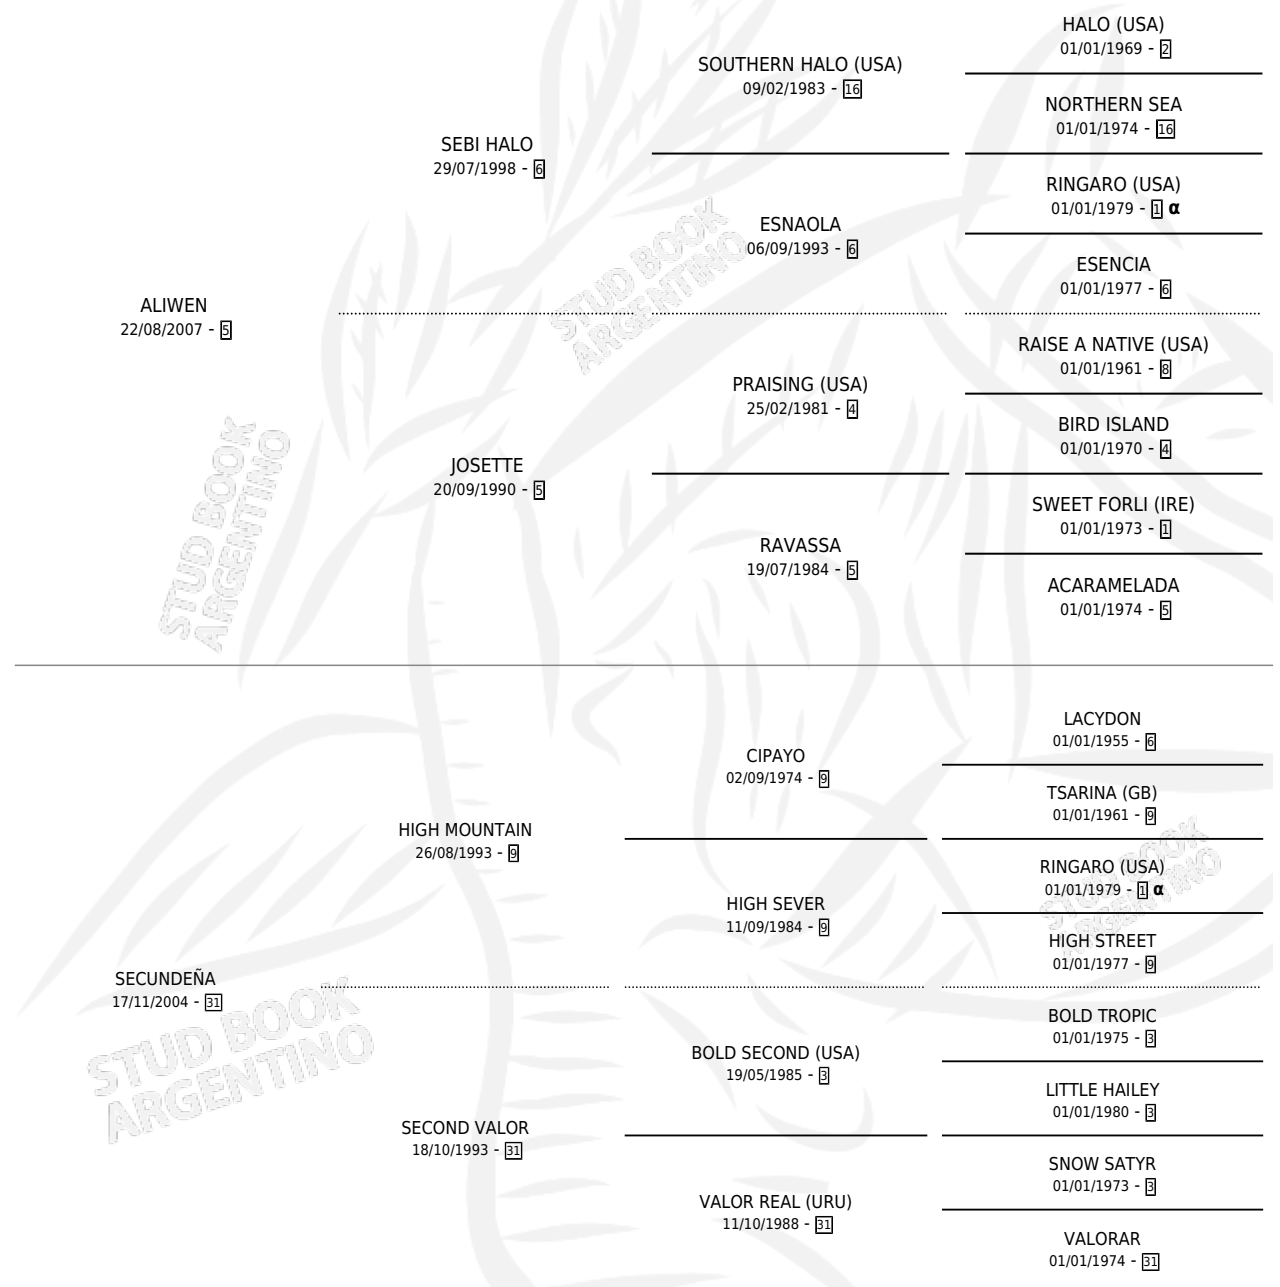 HALO (USA)
01/01/1969 - 2
SOUTHERN HALO (USA)
09/02/1983 - 16
NORTHERN SEA
01/01/1974 - 16
SEBI HALO
29/07/1998 - 6
RINGARO (USA)
01/01/1979 - 1 α
ESNAOLA
06/09/1993 - 6
ESENCIA
01/01/1977 - 6
ALIWEN
22/08/2007 - 5
RAISE A NATIVE (USA)
01/01/1961 - 8
PRAISING (USA)
25/02/1981 - 4
BIRD ISLAND
01/01/1970 - 4
JOSETTE
20/09/1990 - 5
SWEET FORLI (IRE)
01/01/1973 - 1
RAVASSA
19/07/1984 - 5
ACARAMELADA
01/01/1974 - 5
LACYDON
01/01/1955 - 6
CIPAYO
02/09/1974 - 9
TSARINA (GB)
01/01/1961 - 9
HIGH MOUNTAIN
26/08/1993 - 9
RINGARO (USA)
01/01/1979 - 1 α
HIGH SEVER
11/09/1984 - 9
HIGH STREET
01/01/1977 - 9
SECUNDEÑA
17/11/2004 - 31
BOLD TROPIC
01/01/1975 - 3
BOLD SECOND (USA)
19/05/1985 - 3
LITTLE HAILEY
01/01/1980 - 3
SECOND VALOR
18/10/1993 - 31
SNOW SATYR
01/01/1973 - 3
VALOR REAL (URU)
11/10/1988 - 31
VALORAR
01/01/1974 - 31
STUD BOOK
ARGENTINO
STUD BOOK
ARGENTINO
STUD BOOK
ARGENTINO
STUD BOOK
ARGENTINO